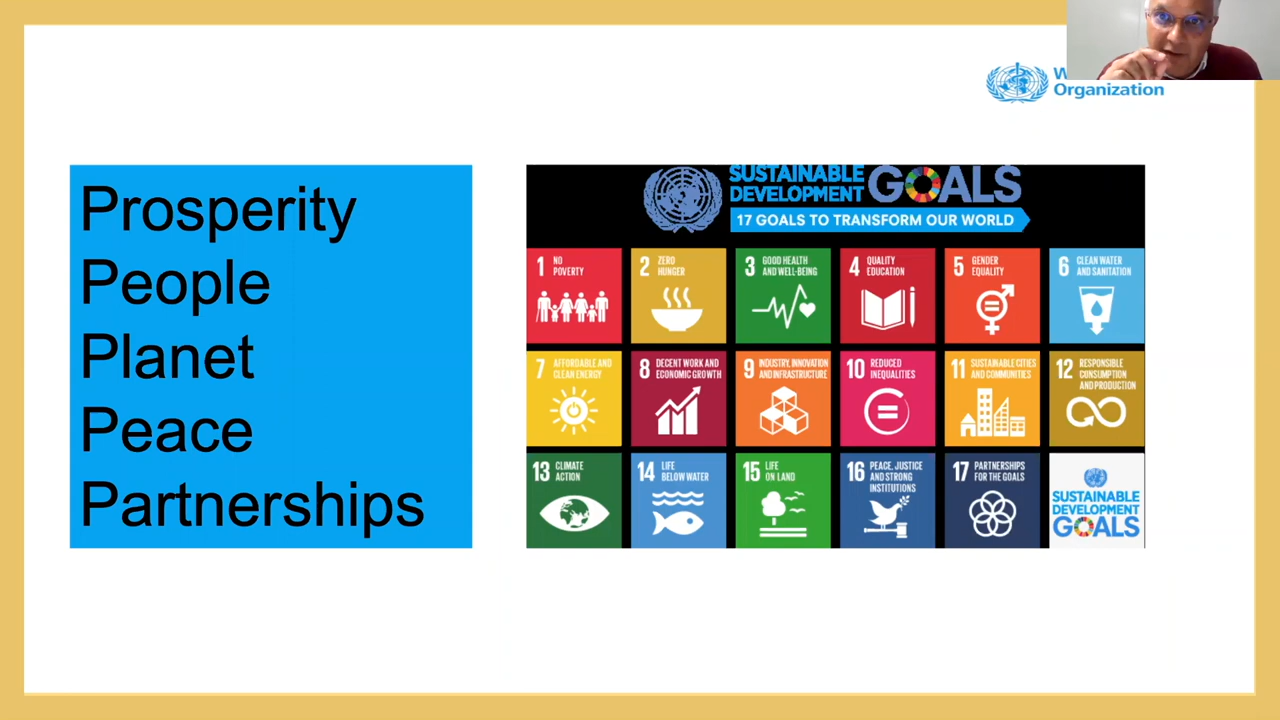 Organization
Prosperity
People
Planet
Peace
Partnerships
SUSTAINABLE
DEVELOPMENT
GOALS
17 GOALS TO TRANSFORM OUR WORLD
1 NO
POVERTY
2 ZERO
HUNGER
3 GOOD HEALTH
AND WELL-BEING
4 QUALITY
EDUCATION
5 GENDER
EQUALITY
6 CLEAN WATER
AND SANITATION
7 AFFORDABLE AND
CLEAN ENERGY
8 DECENT WORK AND
ECONOMIC GROWTH
9 INDUSTRY, INNOVATION
AND INFRASTRUCTURE
10 REDUCED
INEQUALITIES
11 SUSTAINABLE CITIES
AND COMMUNITIES
12 RESPONSIBLE
CONSUMPTION
AND PRODUCTION
13 CLIMATE
ACTION
14 LIFE
BELOW WATER
15 LIFE
ON LAND
16 PEACE, JUSTICE
AND STRONG
INSTITUTIONS
17 PARTNERSHIPS
FOR THE GOALS
SUSTAINABLE
DEVELOPMENT
GOALS